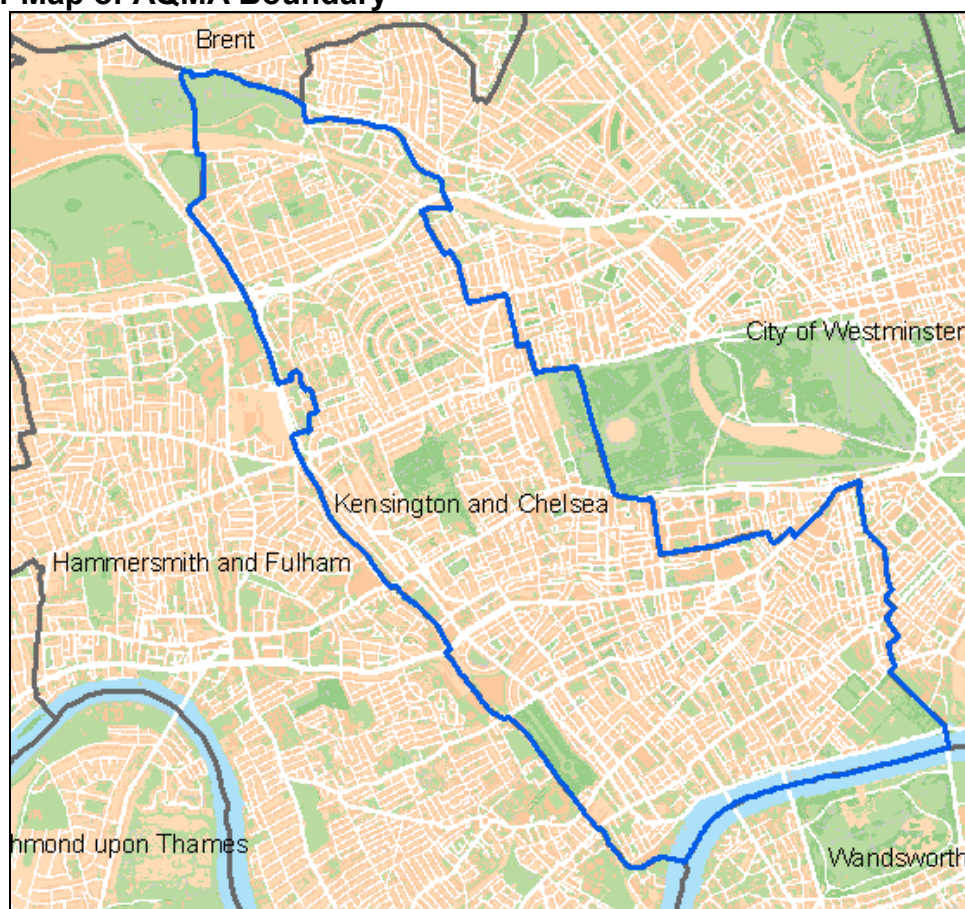 Map of AQMA Boundary
Brent
City of Westminster
Kensington and Chelsea
Hammersmith and Fulham
hmond upon Thames
Wandsworth